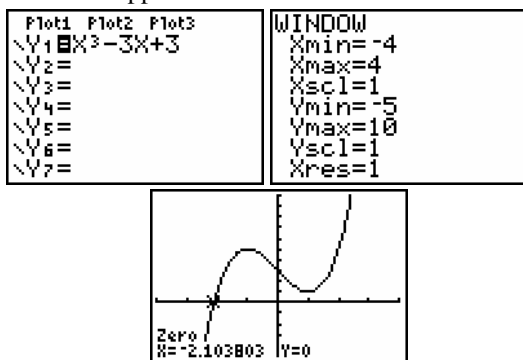 Plot1 Plot2 Plot3
\Y1=X³-3X+3
\Y2=
\Y3=
\Y4=
\Y5=
\Y6=
\Y7=
WINDOW
Xmin=-4
Xmax=4
Xscl=1
Ymin=-5
Ymax=10
Yscl=1
Xres=1
Zero
X=-2.103803 Y=0